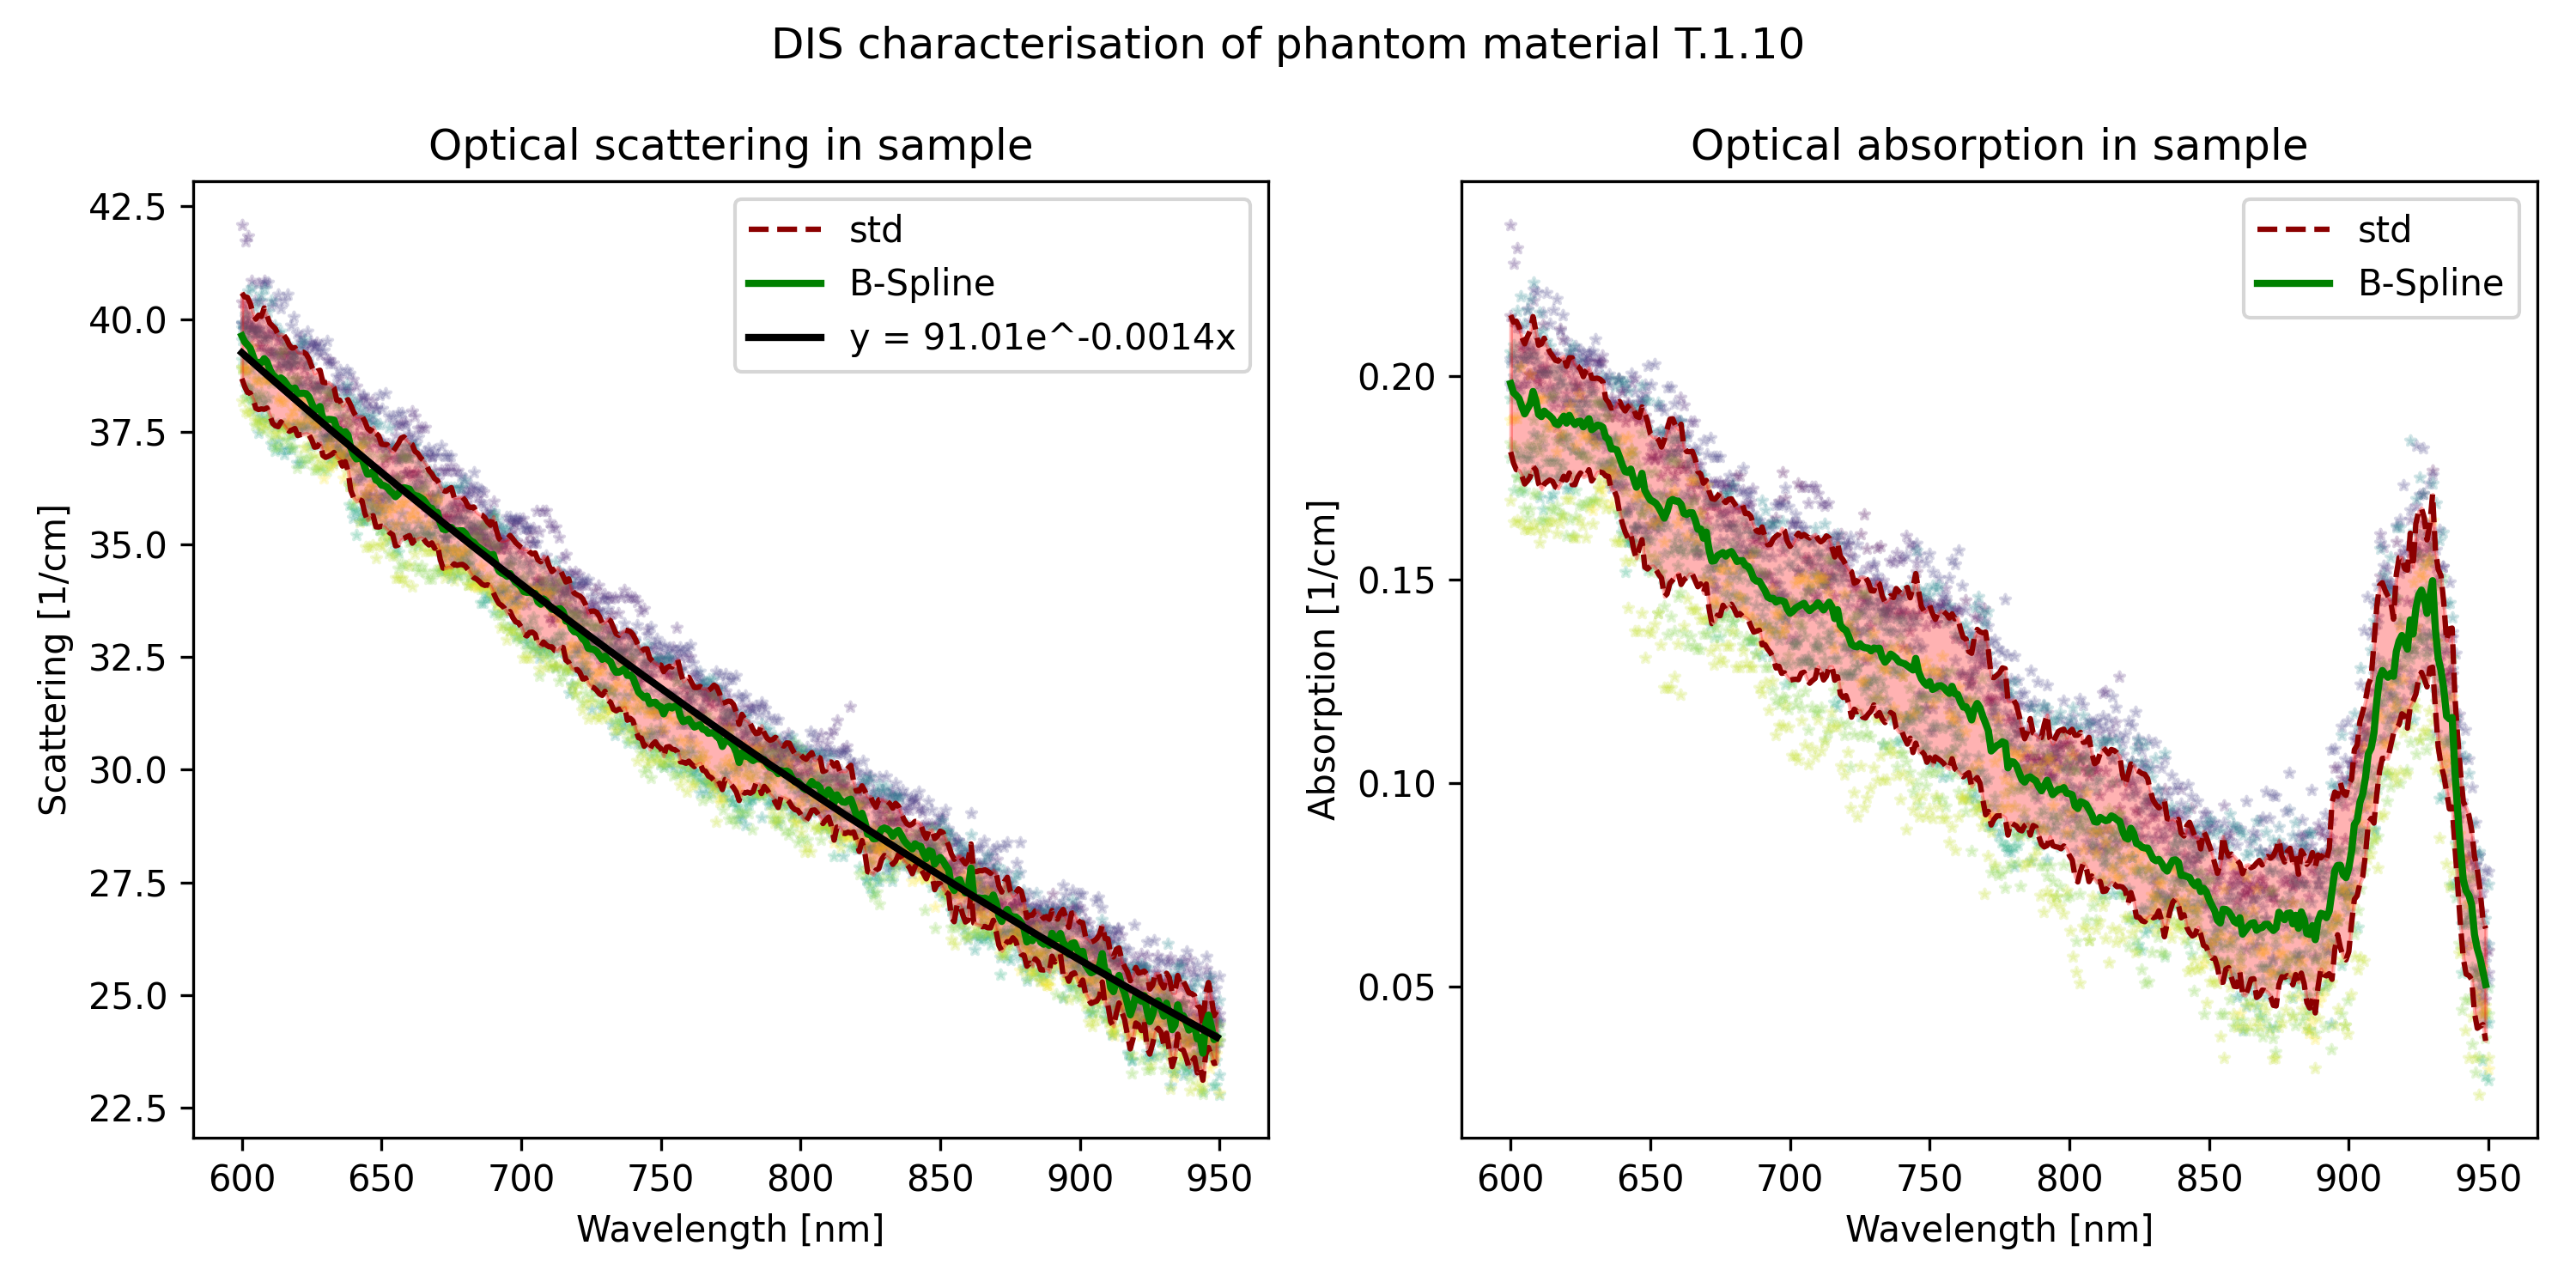 DIS characterisation of phantom material T.1.10
Optical scattering in sample
42.5
40.0
37.5
35.0
32.5
30.0
27.5
25.0
22.5
Scattering [1/cm]
std
B-Spline
y = 91.01e^-0.0014x
600 650 700 750 800 850 900 950
Wavelength [nm]
Optical absorption in sample
0.20
0.15
0.10
0.05
Absorption [1/cm]
std
B-Spline
600 650 700 750 800 850 900 950
Wavelength [nm]